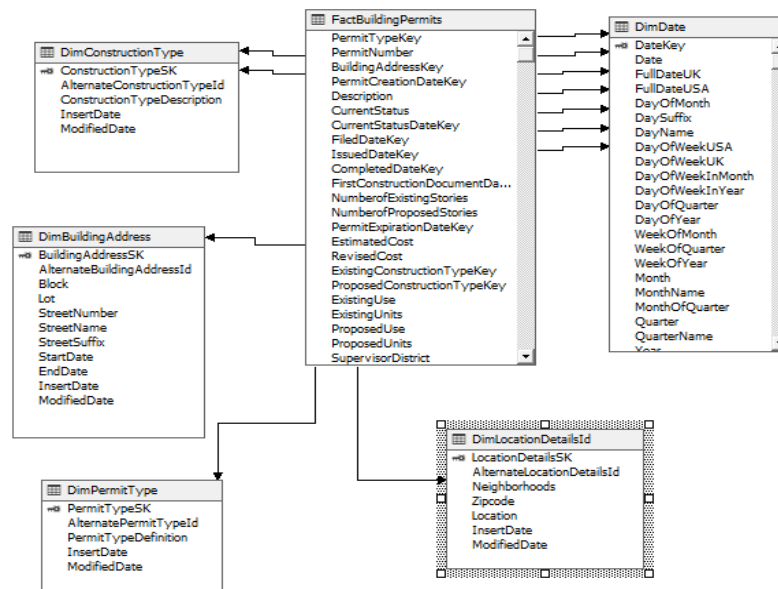 FactBuildingPermits
PermitTypeKey
PermitNumber
BuildingAddressKey
PermitCreationDateKey
Description
CurrentStatus
CurrentStatusDateKey
FiledDateKey
IssuedDateKey
CompletedDateKey
FirstConstructionDocumentDa...
NumberofExistingStories
NumberofProposedStories
PermitExpirationDateKey
EstimatedCost
RevisedCost
ExistingConstructionTypeKey
ProposedConstructionTypeKey
ExistingUse
ExistingUnits
ProposedUse
ProposedUnits
SupervisorDistrict
DimDate
DateKey
Date
FullDateUK
FullDateUSA
DayOfMonth
DaySuffix
DayName
DayOfWeekUSA
DayOfWeekUK
DayOfWeekInMonth
DayOfWeekInYear
DayOfQuarter
DayOfYear
WeekOfMonth
WeekOfQuarter
WeekOfYear
Month
MonthName
MonthOfQuarter
Quarter
QuarterName
Year
DimConstructionType
ConstructionTypeSK
AlternateConstructionTypeId
ConstructionTypeDescription
InsertDate
ModifiedDate
DimBuildingAddress
BuildingAddressSK
AlternateBuildingAddressId
Block
Lot
StreetNumber
StreetName
StreetSuffix
StartDate
EndDate
InsertDate
ModifiedDate
DimLocationDetailsId
LocationDetailsSK
AlternateLocationDetailsId
Neighborhoods
Zipcode
Location
InsertDate
ModifiedDate
DimPermitType
PermitTypeSK
AlternatePermitTypeId
PermitTypeDefinition
InsertDate
ModifiedDate